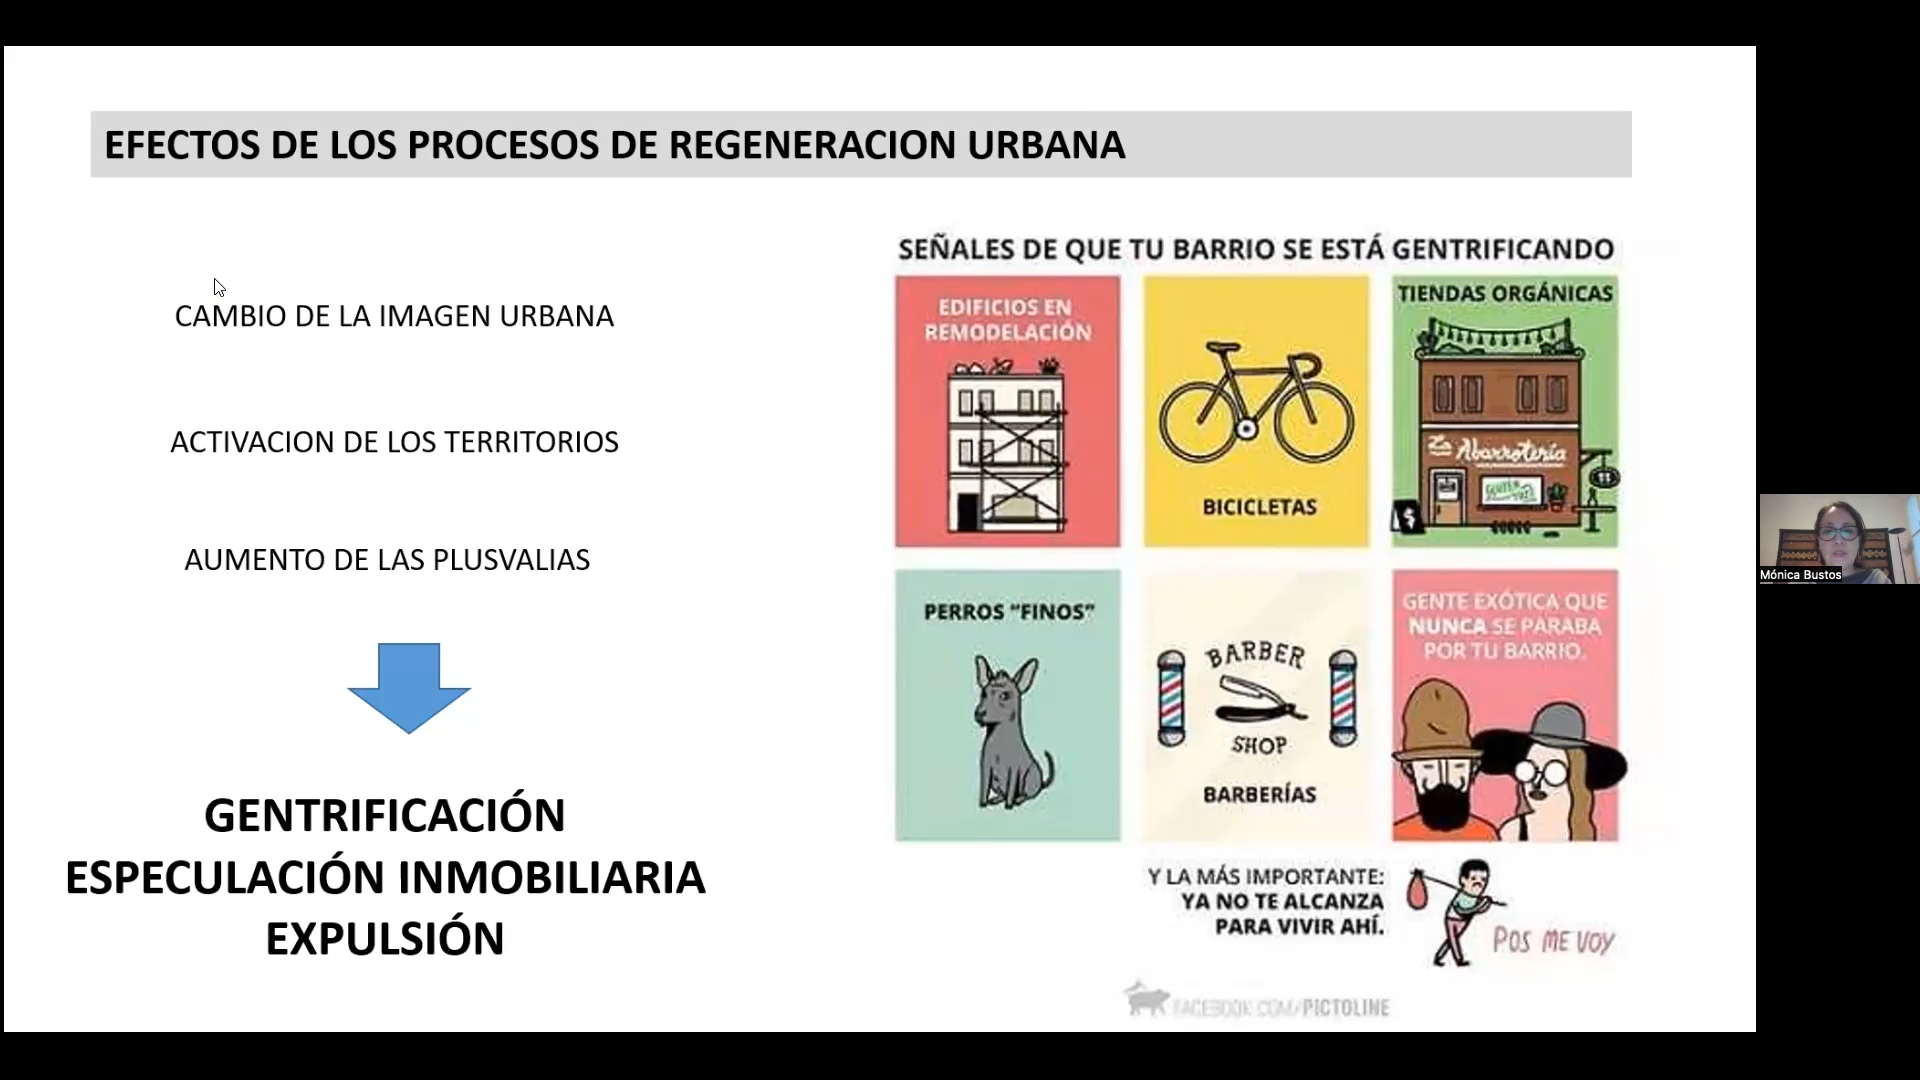 EFECTOS DE LOS PROCESOS DE REGENERACION URBANA
CAMBIO DE LA IMAGEN URBANA
ACTIVACION DE LOS TERRITORIOS
AUMENTO DE LAS PLUSVALIAS
GENTRIFICACIÓN
ESPECULACIÓN INMOBILIARIA
EXPULSIÓN
SEÑALES DE QUE TU BARRIO SE ESTÁ GENTRIFICANDO
EDIFICIOS EN
REMODELACIÓN
BICICLETAS
TIENDAS ORGÁNICAS
La Abarrotería
PERROS "FINOS"
BARBER
SHOP
BARBERÍAS
GENTE EXÓTICA QUE
NUNCA SE PARABA
POR TU BARRIO.
Y LA MÁS IMPORTANTE:
YA NO TE ALCANZA
PARA VIVIR AHÍ.
POS ME VOY
FACEBOOK.COM/PICTOLINE
Mónica Bustos